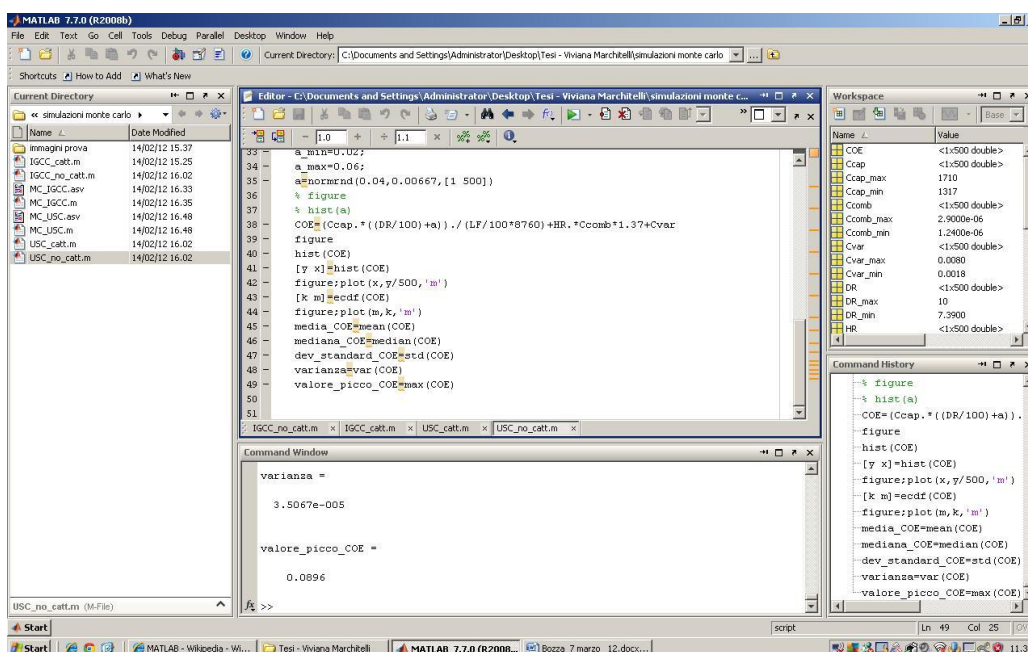 MATLAB 7.7.0 (R2008b)
File Edit Text Go Cell Tools Debug Parallel Desktop Window Help
Current Directory: C:\Documents and Settings\Administrator\Desktop\Tesi - Viviana Marchitelli\simulazioni monte carlo
Shortcuts How to Add What's New
Current Directory
« simulazioni monte carlo
Name Date Modified
immagini prova 14/02/12 15.37
IGCC_catt.m 14/02/12 15.25
IGCC_no_catt.m 14/02/12 16.02
MC_IGCC.asv 14/02/12 16.33
MC_IGCC.m 14/02/12 16.35
MC_USC.asv 14/02/12 16.48
MC_USC.m 14/02/12 16.48
USC_catt.m 14/02/12 16.02
USC_no_catt.m 14/02/12 16.02
USC_no_catt.m (M-File)
Editor - C:\Documents and Settings\Administrator\Desktop\Tesi - Viviana Marchitelli\simulazioni monte c...
- 1.0 + ÷ 1.1 ×
33 - a_min=0.02;
34 - a_max=0.06;
35 - a=normrnd(0.04,0.00667,[1 500])
36 % figure
37 % hist(a)
38 - COE=(Ccap.*((DR/100)+a))./(LF/100*8760)+HR.*Ccomb*1.37+Cvar
39 - figure
40 - hist(COE)
41 - [y x]=hist(COE)
42 - figure;plot(x,y/500,'m')
43 - [k m]=ecdf(COE)
44 - figure;plot(m,k,'m')
45 - media_COE=mean(COE)
46 - mediana_COE=median(COE)
47 - dev_standard_COE=std(COE)
48 - varianza=var(COE)
49 - valore_picco_COE=max(COE)
50
51
IGCC_no_catt.m × IGCC_catt.m × USC_catt.m × USC_no_catt.m ×
Command Window
varianza =
3.5067e-005
valore_picco_COE =
0.0896
fx >>
Workspace
Base
Name Value
COE <1x500 double>
Ccap <1x500 double>
Ccap_max 1710
Ccap_min 1317
Ccomb <1x500 double>
Ccomb_max 2.9000e-06
Ccomb_min 1.2400e-06
Cvar <1x500 double>
Cvar_max 0.0080
Cvar_min 0.0018
DR <1x500 double>
DR_max 10
DR_min 7.3900
HR <1x500 double>
Command History
% figure
% hist(a)
COE=(Ccap.*((DR/100)+a)).
figure
hist(COE)
[y x]=hist(COE)
figure;plot(x,y/500,'m')
[k m]=ecdf(COE)
figure;plot(m,k,'m')
media_COE=mean(COE)
mediana_COE=median(COE)
dev_standard_COE=std(COE)
varianza=var(COE)
valore_picco_COE=max(COE)
Start script Ln 49 Col 25 OV
Start MATLAB - Wikipedia - Wi... Tesi - Viviana Marchitelli MATLAB 7.7.0 (R2008... Bozza 7 marzo 12.docx... 11.3